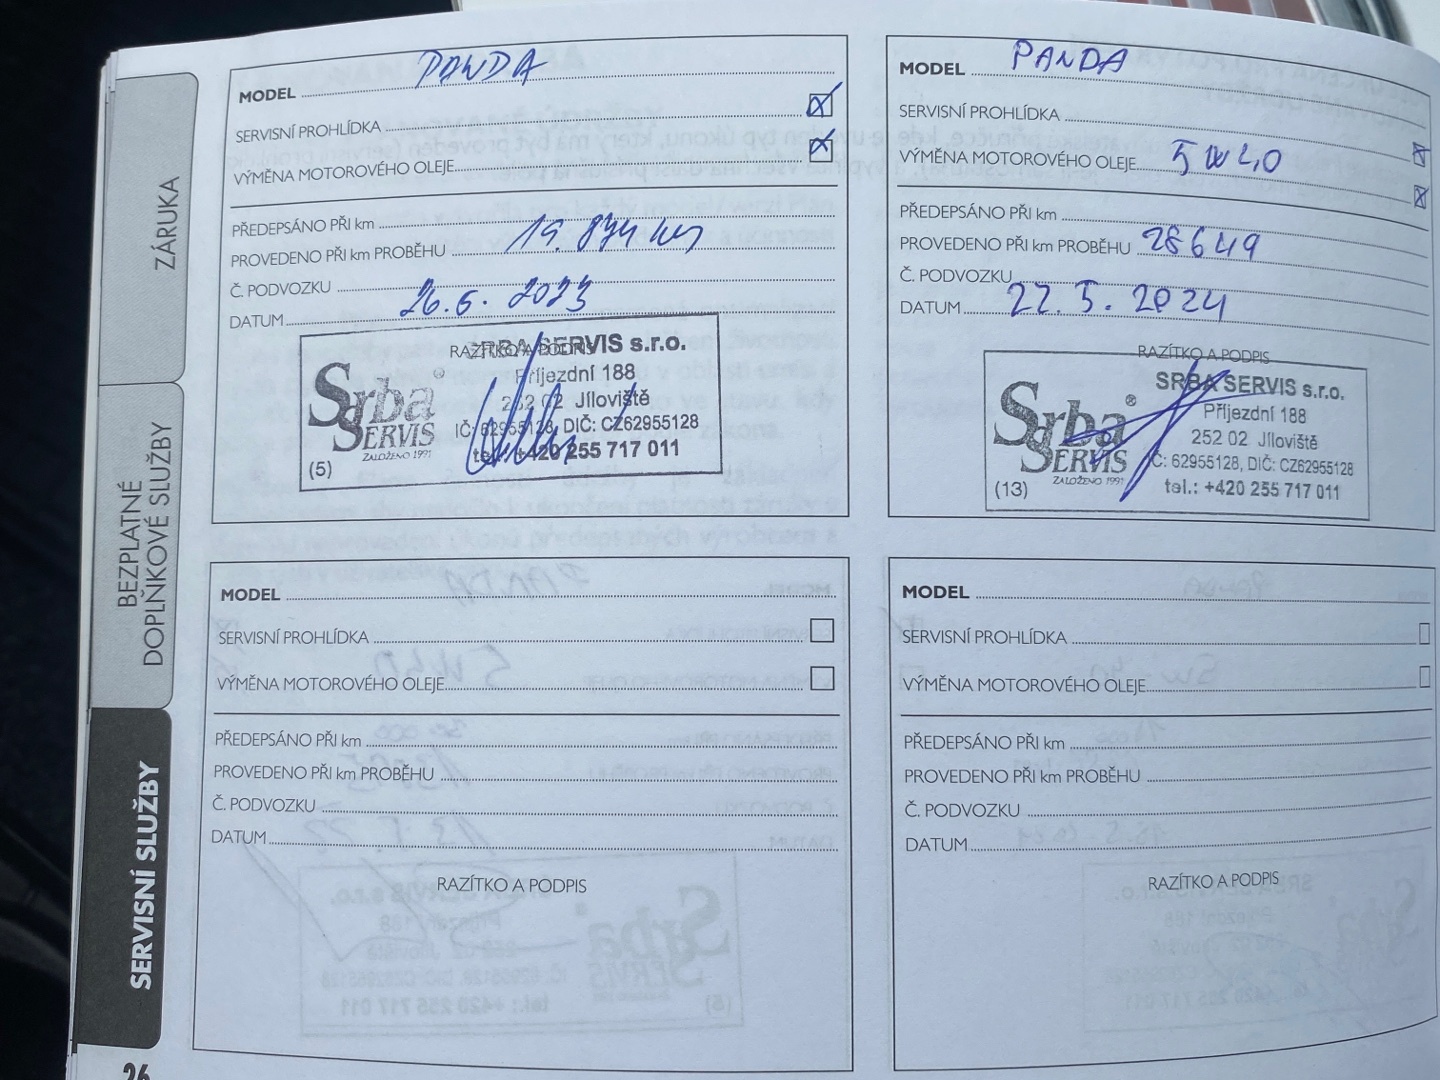 ZÁRUKA
BEZPLATNÉ
DOPLŇKOVÉ SLUŽBY
SERVISNÍ SLUŽBY
26
MODEL PANDA
SERVISNÍ PROHLÍDKA
VÝMĚNA MOTOROVÉHO OLEJE
PŘEDEPSÁNO PŘI km
PROVEDENO PŘI km PROBĚHU 19.874 km
Č. PODVOZKU
DATUM 26.6.2023
RAZÍTKO A PODPIS
SRBA SERVIS s.r.o.
Příjezdní 188
252 02 Jíloviště
IČ: 62955128, DIČ: CZ62955128
tel.: +420 255 717 011
Srba ®
SERVIS
ZALOŽENO 1991
(5)
MODEL PANDA
SERVISNÍ PROHLÍDKA
VÝMĚNA MOTOROVÉHO OLEJE 5W40
PŘEDEPSÁNO PŘI km
PROVEDENO PŘI km PROBĚHU 28649
Č. PODVOZKU
DATUM 22.5.2024
RAZÍTKO A PODPIS
SRBA SERVIS s.r.o.
Příjezdní 188
252 02 Jíloviště
IČ: 62955128, DIČ: CZ62955128
tel.: +420 255 717 011
Srba ®
SERVIS
ZALOŽENO 1991
(13)
MODEL
SERVISNÍ PROHLÍDKA
VÝMĚNA MOTOROVÉHO OLEJE
PŘEDEPSÁNO PŘI km
PROVEDENO PŘI km PROBĚHU
Č. PODVOZKU
DATUM
RAZÍTKO A PODPIS
MODEL
SERVISNÍ PROHLÍDKA
VÝMĚNA MOTOROVÉHO OLEJE
PŘEDEPSÁNO PŘI km
PROVEDENO PŘI km PROBĚHU
Č. PODVOZKU
DATUM
RAZÍTKO A PODPIS